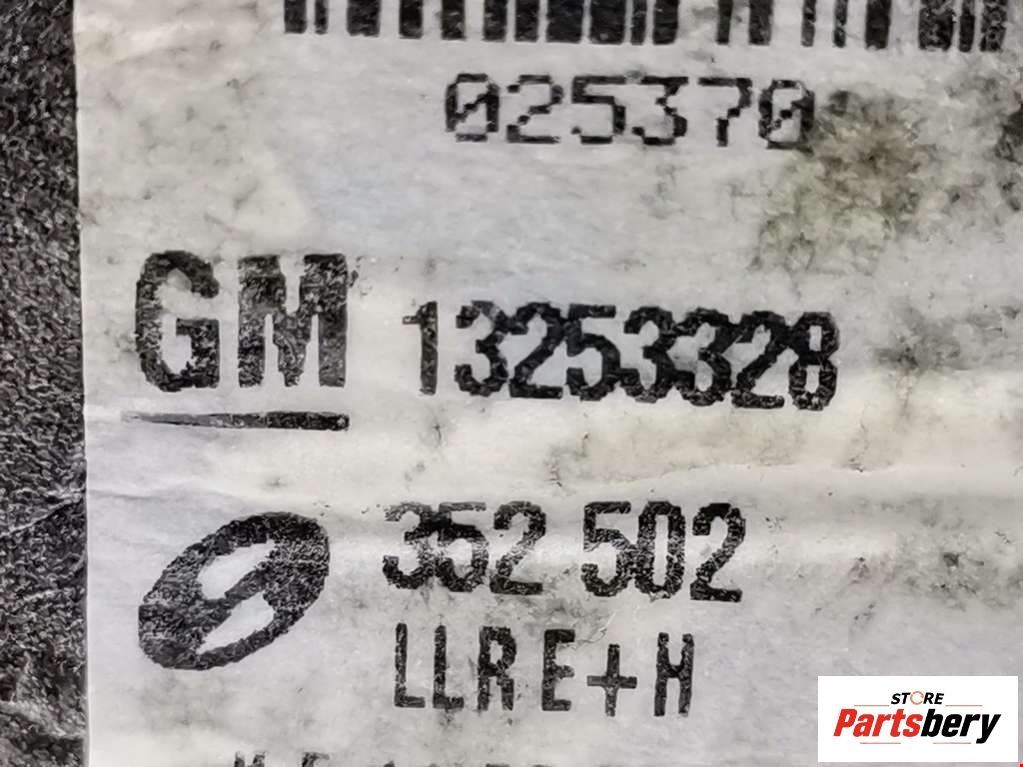 025370
GM 13253328
352 502
LLRE+H
STORE
Partsbery